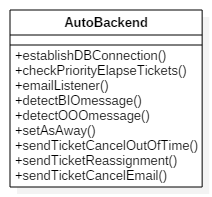 AutoBackend
+establishDBConnection()
+checkPriorityElapseTickets()
+emailListener()
+detectBIOmessage()
+detectOOOmessage()
+setAsAway()
+sendTicketCancelOutOfTime()
+sendTicketReassignment()
+sendTicketCancelEmail()